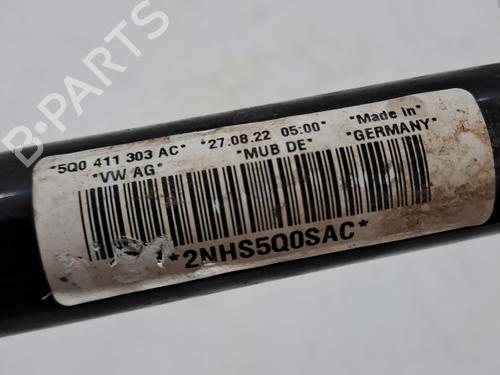 B-PARTS
*5Q0 411 303 AC* *27.08.22 05:00* *Made in*
*VW AG* *MUB DE* *GERMANY*
*2NHS5Q0SAC*